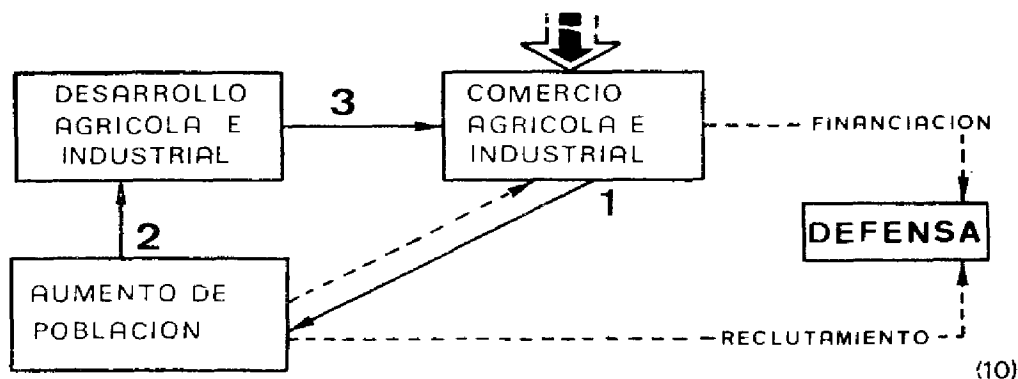 DESARROLLO
AGRICOLA E
INDUSTRIAL
3
COMERCIO
AGRICOLA E
INDUSTRIAL
FINANCIACION
1
DEFENSA
2
AUMENTO DE
POBLACION
RECLUTAMIENTO
(10)